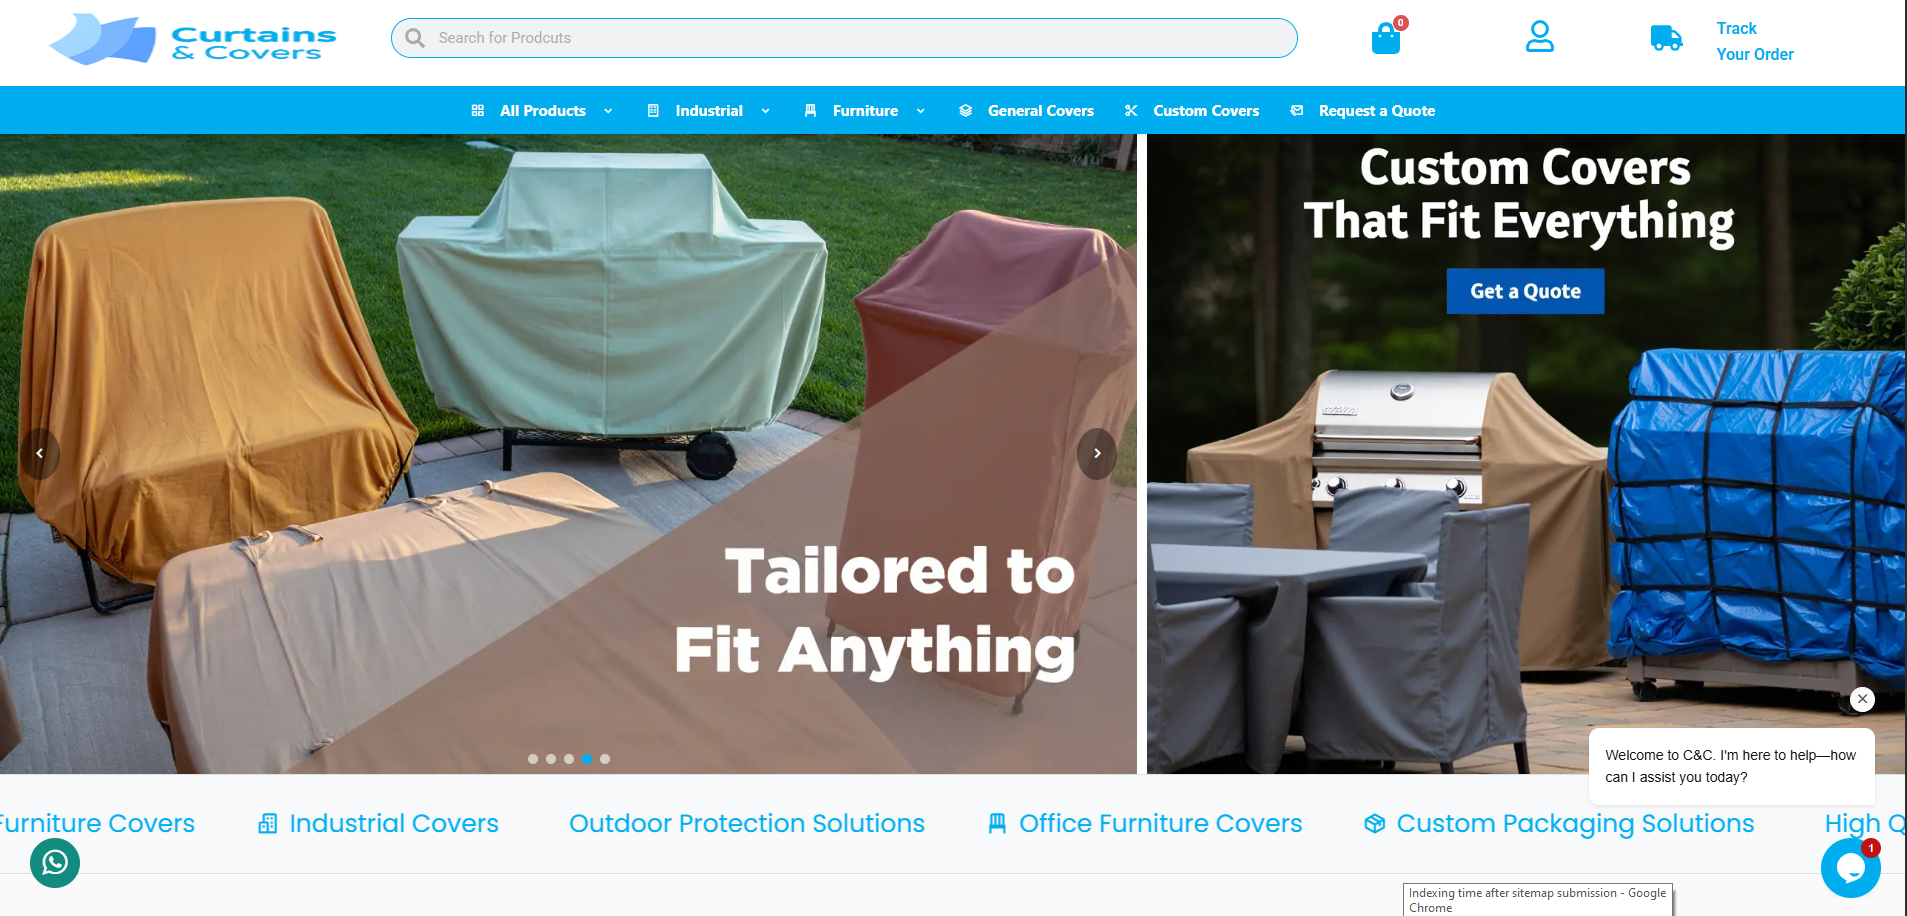 Curtains
& Covers
Search for Prodcuts
0
Track
Your Order
All Products
Industrial
Furniture
General Covers
Custom Covers
Request a Quote
Custom Covers
That Fit Everything
Get a Quote
Tailored to
Fit Anything
Welcome to C&C. I'm here to help—how
can I assist you today?
Furniture Covers
Industrial Covers
Outdoor Protection Solutions
Office Furniture Covers
Custom Packaging Solutions
High Q
1
Indexing time after sitemap submission - Google
Chrome